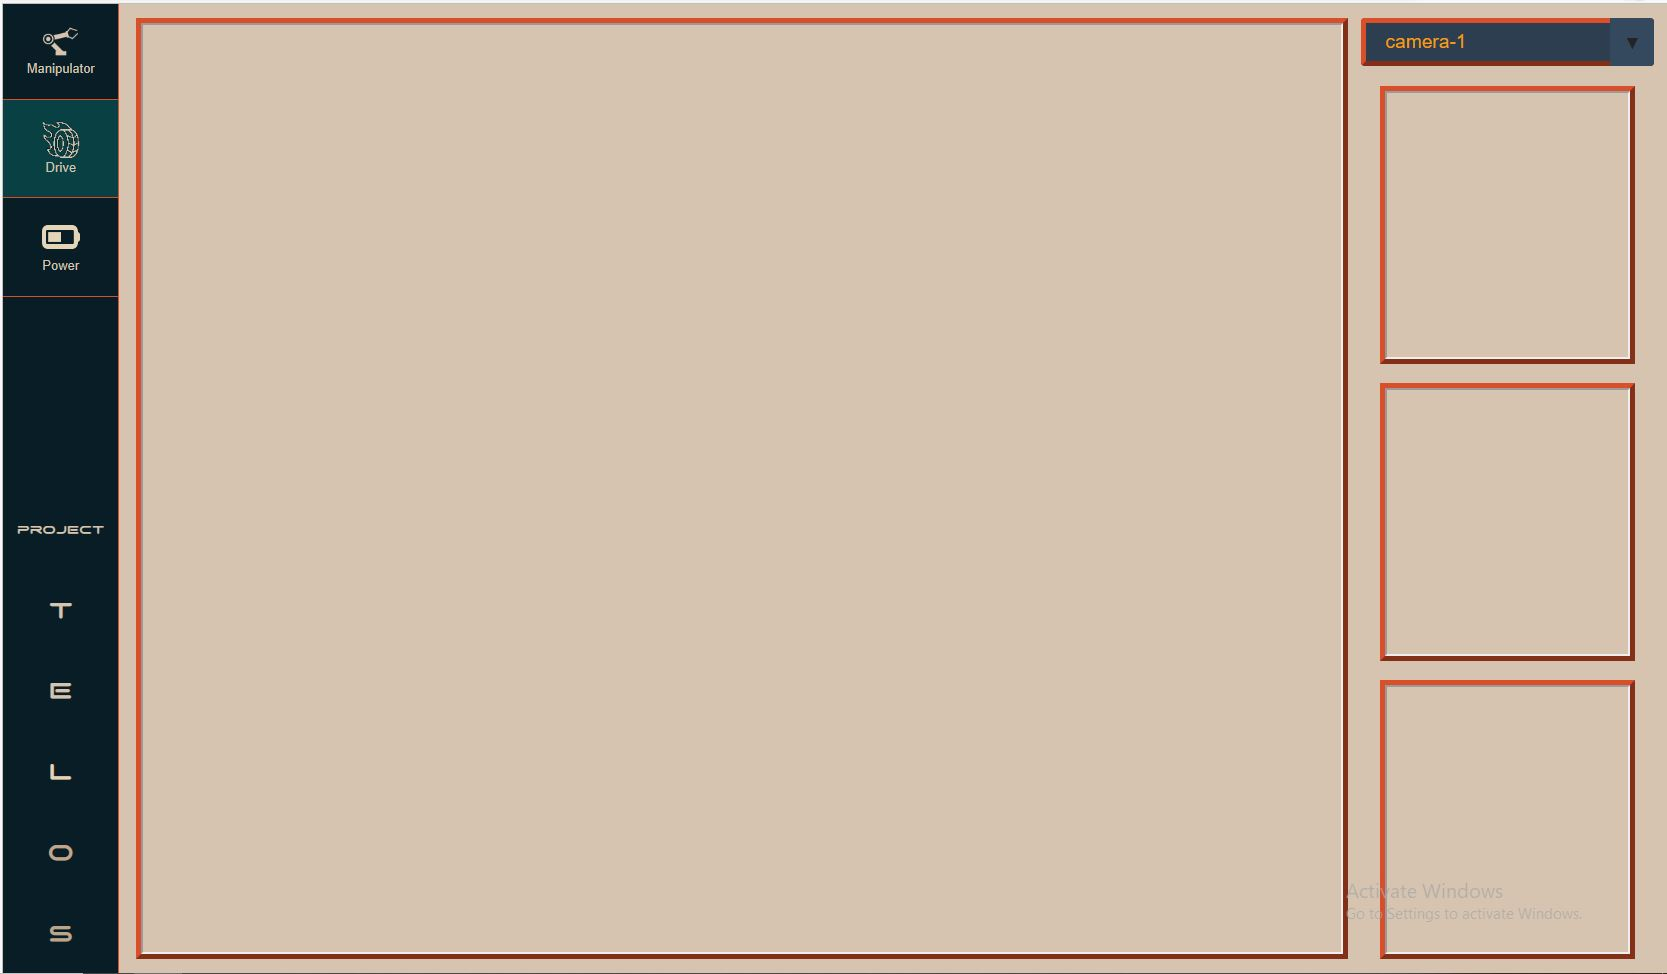 Manipulator
Drive
Power
PROJECT
T
E
L
O
S
camera-1
Activate Windows
Go to Settings to activate Windows.